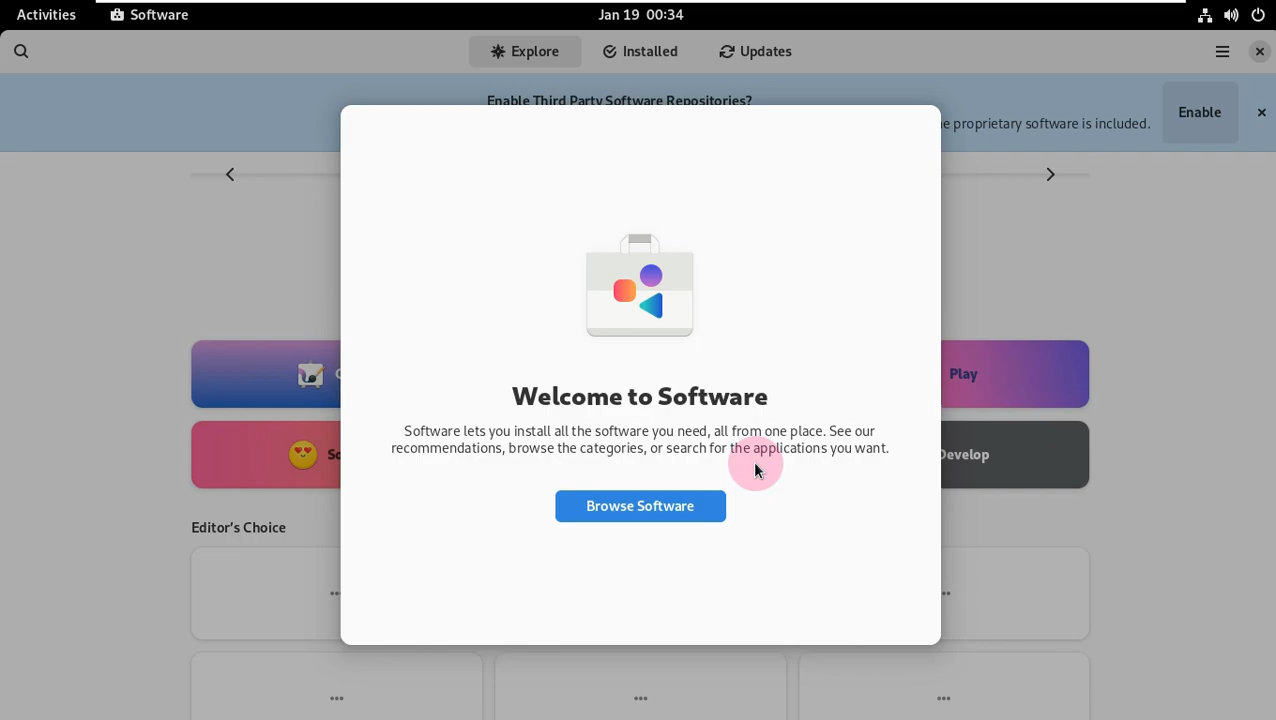 Activities
Software
Jan 19 00:34
Explore
Installed
Updates
Enable Third Party Software Repositories?
proprietary software is included.
Enable
Welcome to Software
Software lets you install all the software you need, all from one place. See our
recommendations, browse the categories, or search for the applications you want.
Browse Software
Play
Develop
Editor's Choice